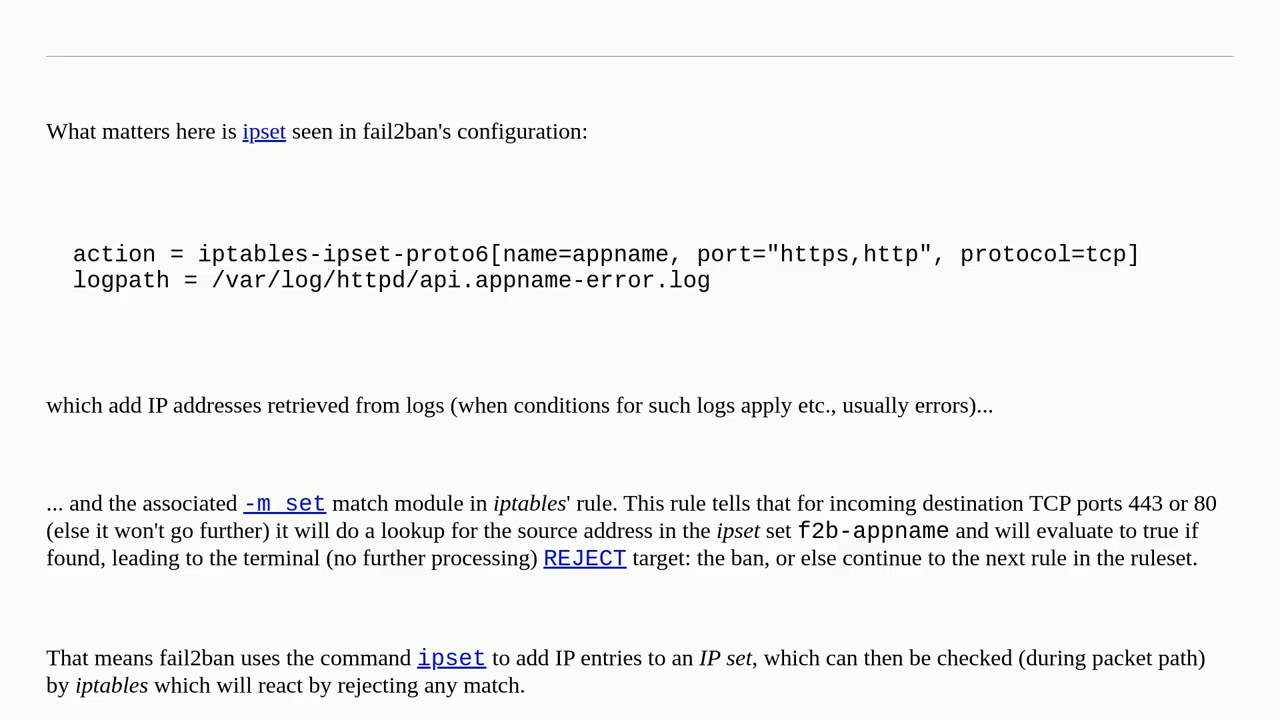 What matters here is ipset seen in fail2ban's configuration:
action = iptables-ipset-proto6[name=appname, port="https,http", protocol=tcp]
logpath = /var/log/httpd/api.appname-error.log
which add IP addresses retrieved from logs (when conditions for such logs apply etc., usually errors)...
... and the associated -m set match module in iptables' rule. This rule tells that for incoming destination TCP ports 443 or 80
(else it won't go further) it will do a lookup for the source address in the ipset set f2b-appname and will evaluate to true if
found, leading to the terminal (no further processing) REJECT target: the ban, or else continue to the next rule in the ruleset.
That means fail2ban uses the command ipset to add IP entries to an IP set, which can then be checked (during packet path)
by iptables which will react by rejecting any match.